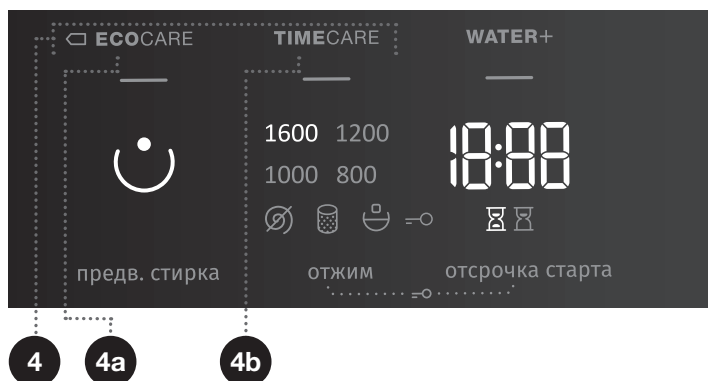 ECOCARE TIMECARE WATER+
1600 1200
18:88
1000 800
предв. стирка отжим отсрочка старта
4 4a 4b